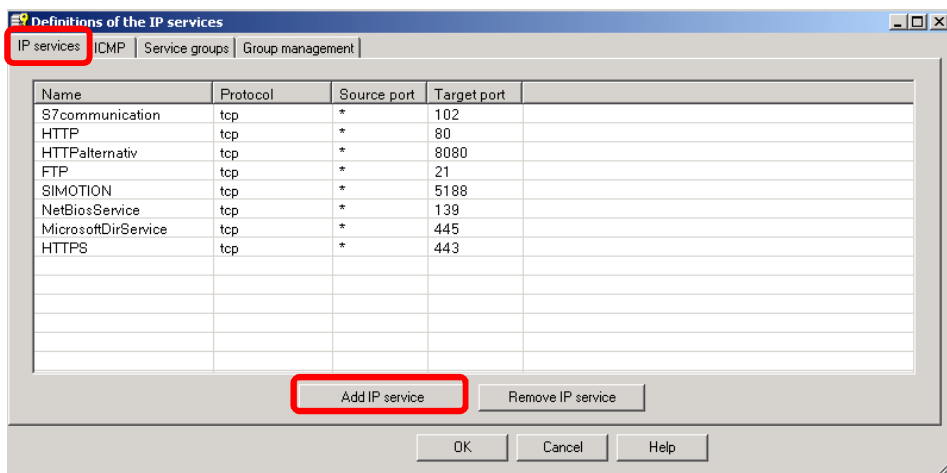 Definitions of the IP services
IP services ICMP Service groups Group management
Name Protocol Source port Target port
S7communication tcp * 102
HTTP tcp * 80
HTTPalternativ tcp * 8080
FTP tcp * 21
SIMOTION tcp * 5188
NetBiosService tcp * 139
MicrosoftDirService tcp * 445
HTTPS tcp * 443
Add IP service Remove IP service
OK Cancel Help